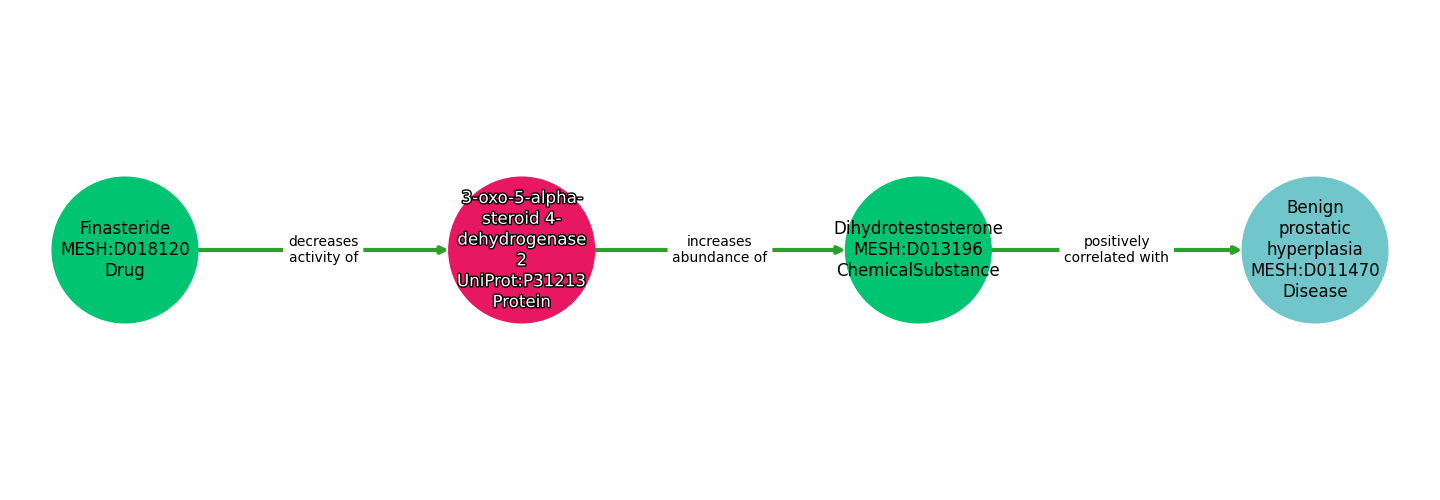 Finasteride
MESH:D018120
Drug
decreases
activity of
3-oxo-5-alpha-
steroid 4-
dehydrogenase
2
UniProt:P31213
Protein
increases
abundance of
Dihydrotestosterone
MESH:D013196
ChemicalSubstance
positively
correlated with
Benign
prostatic
hyperplasia
MESH:D011470
Disease